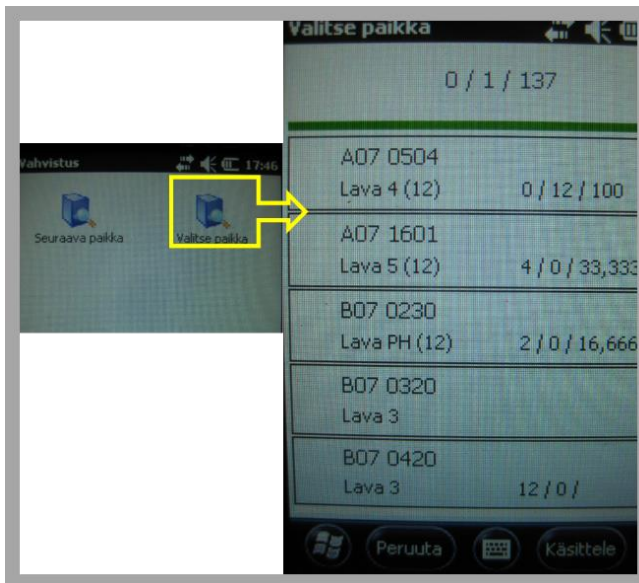 Vahvistus 17:46
Seuraava paikka
Valitse paikka
Valitse paikka
0 / 1 / 137
A07 0504
Lava 4 (12) 0 / 12 / 100
A07 1601
Lava 5 (12) 4 / 0 / 33,333
B07 0230
Lava PH (12) 2 / 0 / 16,666
B07 0320
Lava 3
B07 0420
Lava 3 12 / 0 /
Peruuta
Käsittele